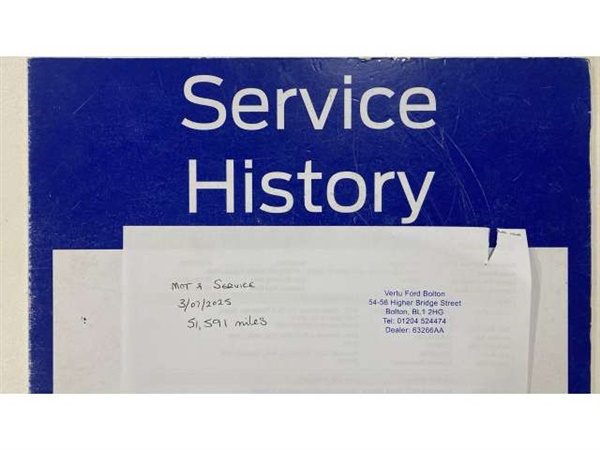 Service
History
MOT & SERVICE
3/07/2025
51,591 miles
Vertu Ford Bolton
54-56 Higher Bridge Street
Bolton, BL1 2HG
Tel: 01204 524474
Dealer: 63266AA